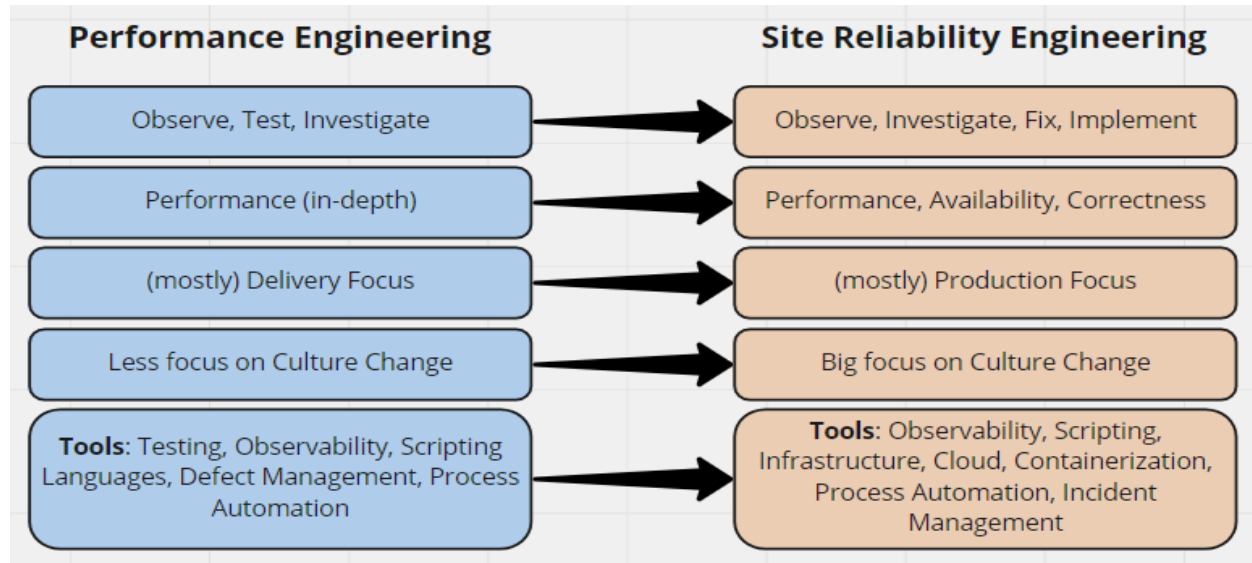 Performance Engineering
Site Reliability Engineering
Observe, Test, Investigate
Observe, Investigate, Fix, Implement
Performance (in-depth)
Performance, Availability, Correctness
(mostly) Delivery Focus
(mostly) Production Focus
Less focus on Culture Change
Big focus on Culture Change
Tools: Testing, Observability, Scripting
Languages, Defect Management, Process
Automation
Tools: Observability, Scripting,
Infrastructure, Cloud, Containerization,
Process Automation, Incident
Management